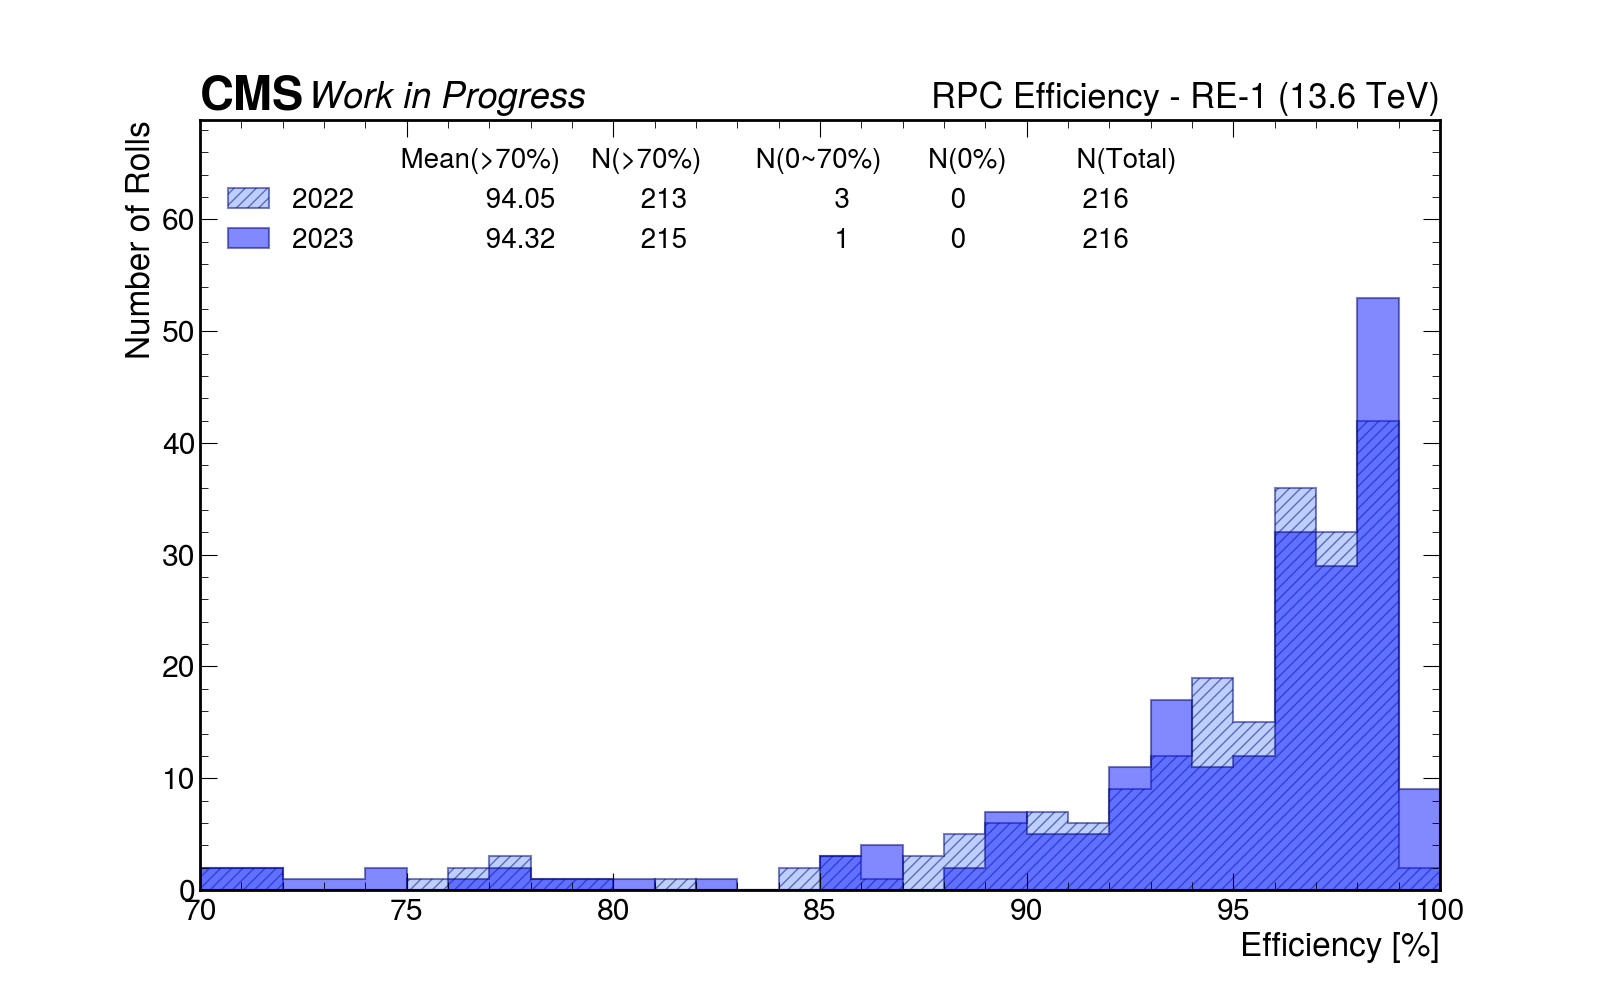 CMS Work in Progress RPC Efficiency - RE-1 (13.6 TeV)
Number of Rolls
Mean(>70%) N(>70%) N(0~70%) N(0%) N(Total)
2022 94.05 213 3 0 216
2023 94.32 215 1 0 216
60
50
40
30
20
10
0
70 75 80 85 90 95 100
Efficiency [%]